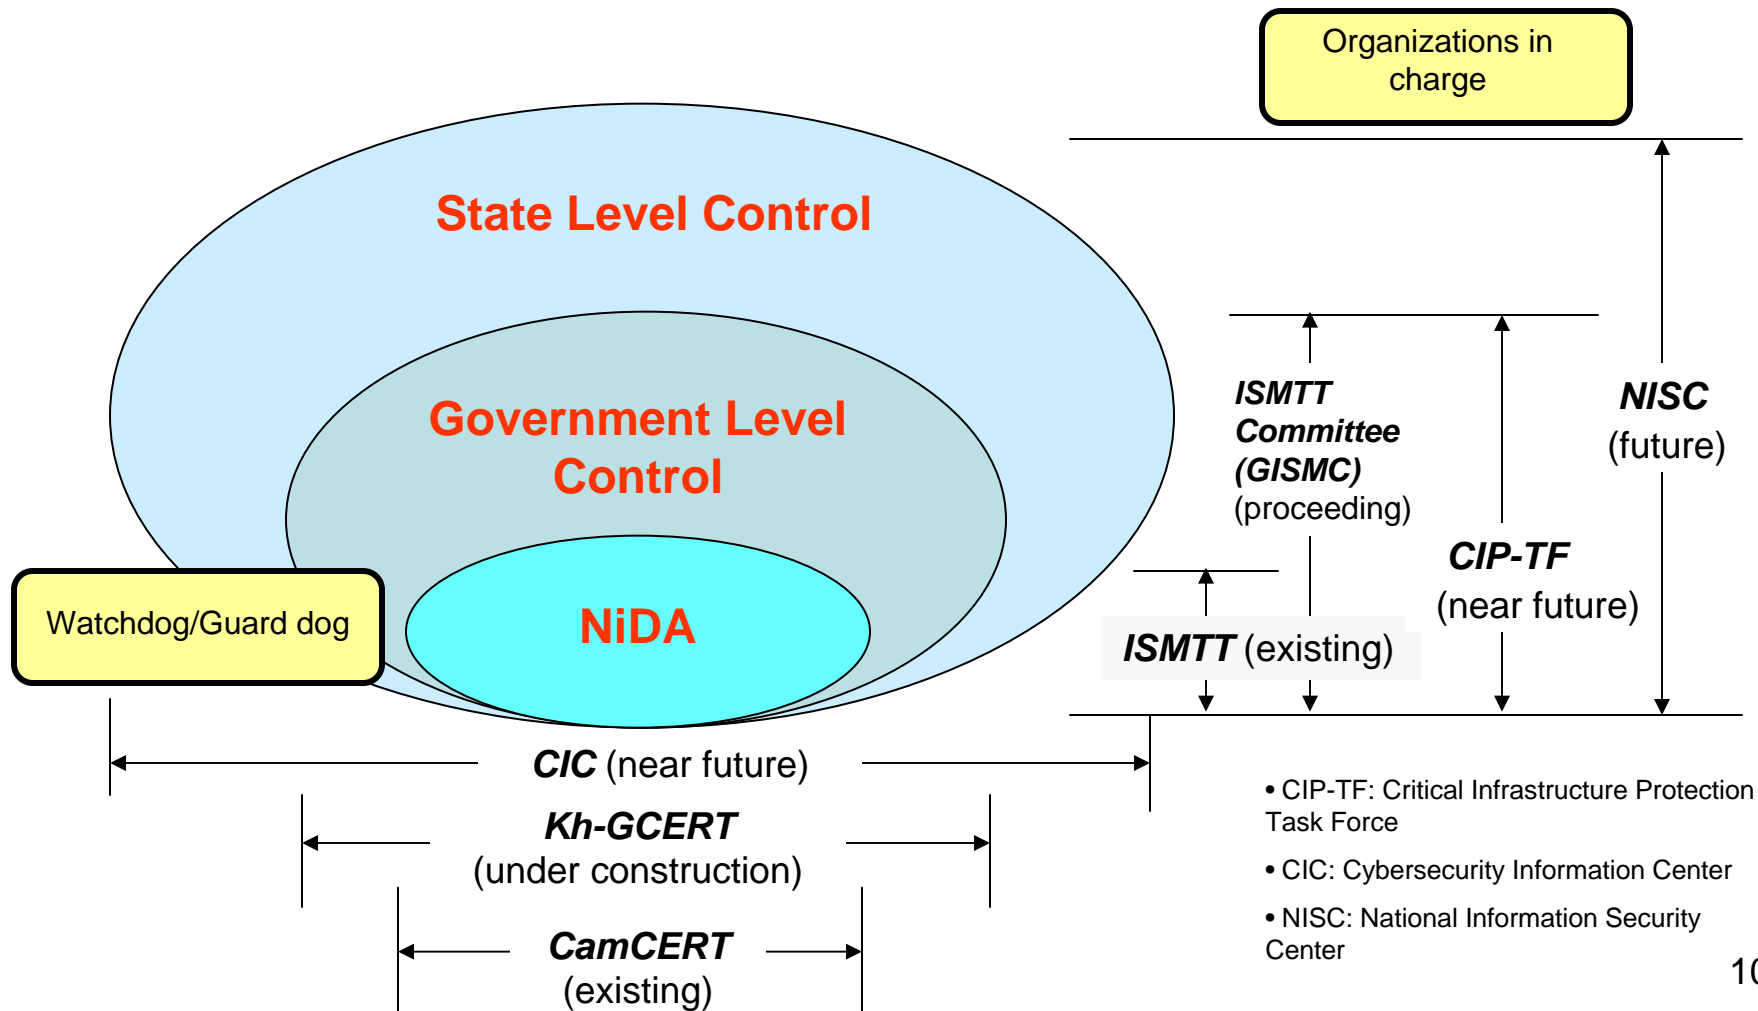 Organizations in
charge
State Level Control
Government Level
Control
NiDA
Watchdog/Guard dog
ISMTT
Committee
(GISMC)
(proceeding)
NISC
(future)
CIP-TF
(near future)
ISMTT (existing)
CIC (near future)
Kh-GCERT
(under construction)
CamCERT
(existing)
• CIP-TF: Critical Infrastructure Protection
Task Force
• CIC: Cybersecurity Information Center
• NISC: National Information Security
Center
10